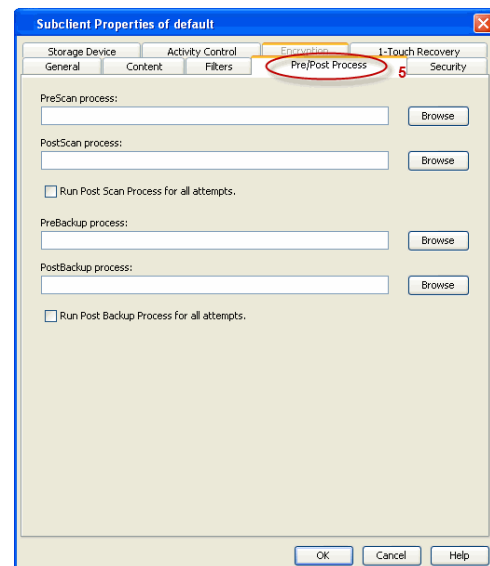 Subclient Properties of default
Storage Device Activity Control Encryption 1-Touch Recovery
General Content Filters Pre/Post Process 5 Security
PreScan process:
Browse
PostScan process:
Browse
Run Post Scan Process for all attempts.
PreBackup process:
Browse
PostBackup process:
Browse
Run Post Backup Process for all attempts.
OK Cancel Help